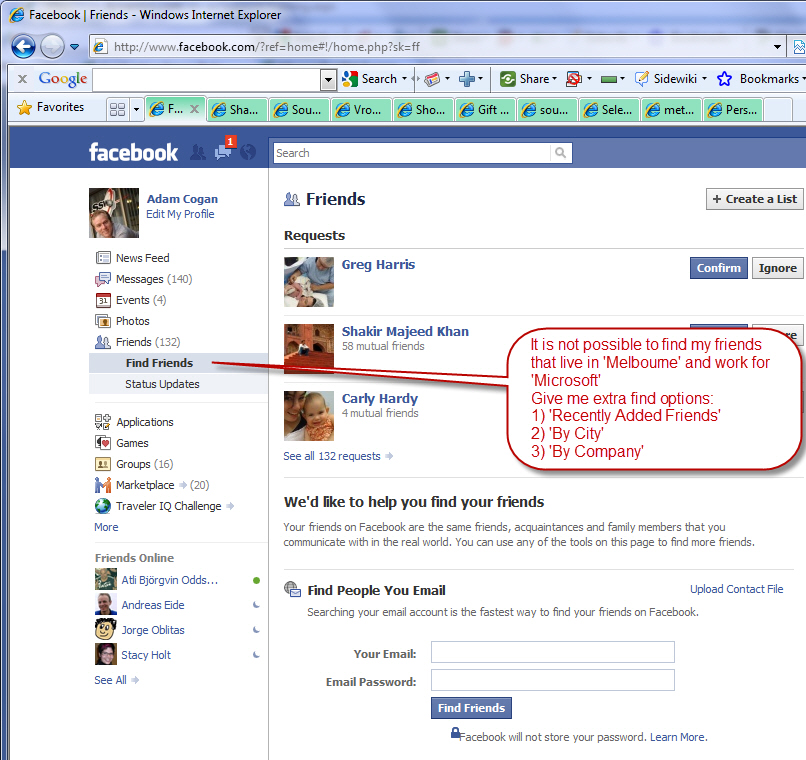 Facebook | Friends - Windows Internet Explorer
http://www.facebook.com/?ref=home#!/home.php?sk=ff
x Google Search Share Sidewiki Bookmarks
Favorites F... x Sha... Sou... Vro... Sho... Gift ... sou... Sele... met... Pers...
facebook 1 Search
Adam Cogan
Edit My Profile
News Feed
Messages (140)
31 Events (4)
Photos
Friends (132)
Find Friends
Status Updates
Applications
Games
Groups (16)
Marketplace (20)
Traveler IQ Challenge
More
Friends Online
Atli Björgvin Odds...
Andreas Eide
Jorge Oblitas
Stacy Holt
See All
Friends
+ Create a List
Requests
Greg Harris
Confirm Ignore
Shakir Majeed Khan
58 mutual friends
Carly Hardy
4 mutual friends
See all 132 requests
It is not possible to find my friends
that live in 'Melboume' and work for
'Microsoft'
Give me extra find options:
1) 'Recently Added Friends'
2) 'By City'
3) 'By Company'
We'd like to help you find your friends
Your friends on Facebook are the same friends, acquaintances and family members that you
communicate with in the real world. You can use any of the tools on this page to find more friends.
Find People You Email
Upload Contact File
Searching your email account is the fastest way to find your friends on Facebook.
Your Email:
Email Password:
Find Friends
Facebook will not store your password. Learn More.